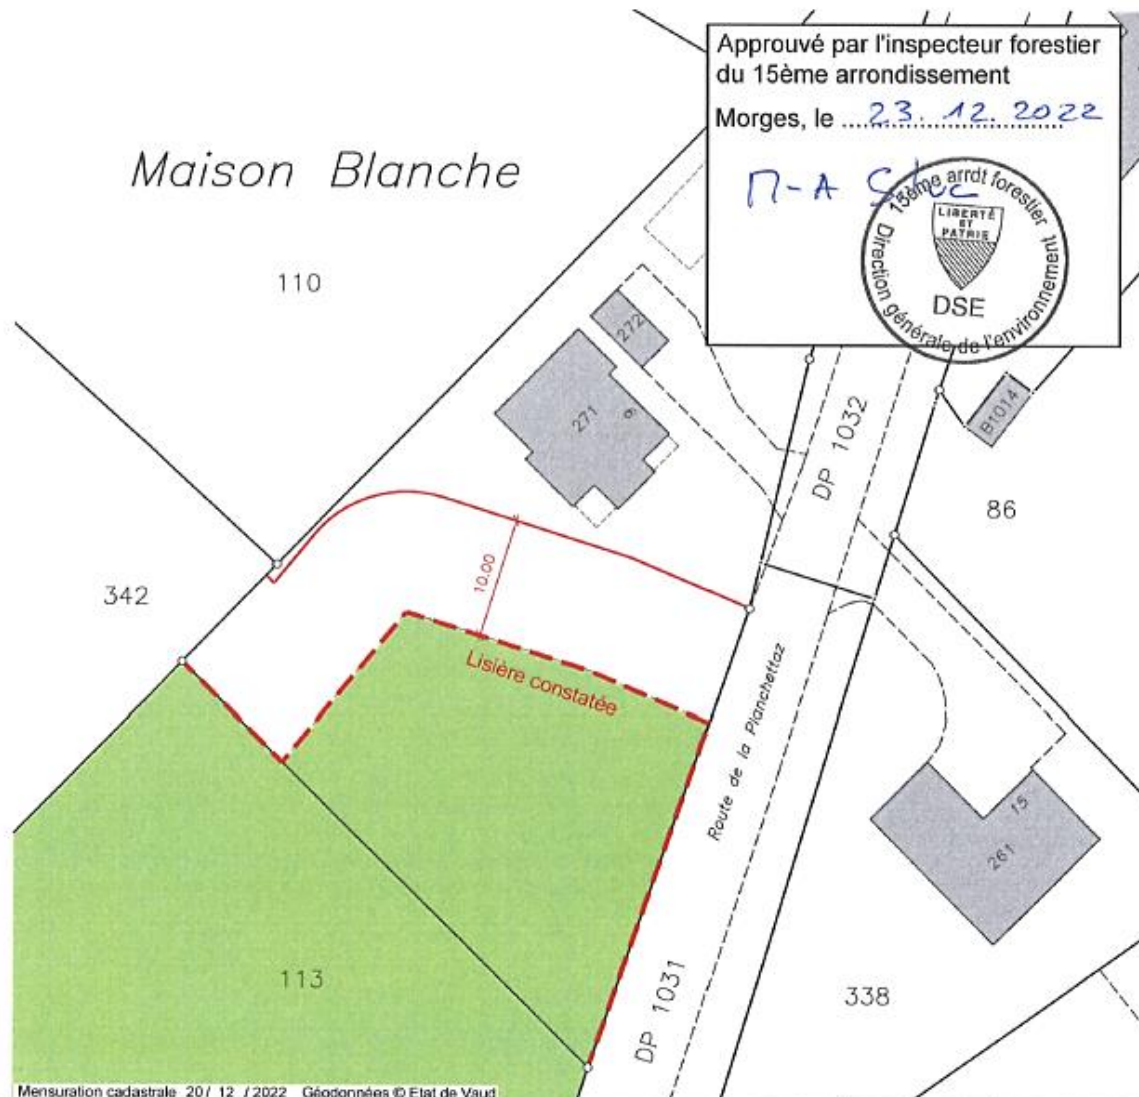 Approuvé par l'inspecteur forestier
du 15ème arrondissement
Morges, le 23. 12. 2022
M-A
15ème arrdt forestier
Direction générale de l'environnement
LIBERTÉ
ET
PATRIE
DSE
Maison Blanche
110
272
271
9
DP 1032
B1014
86
342
10.00
Lisière constatée
Route de la Planchettaz
15
261
113
DP 1031
338
Mensuration cadastrale 20 / 12 / 2022 Géodonnées © Etat de Vaud